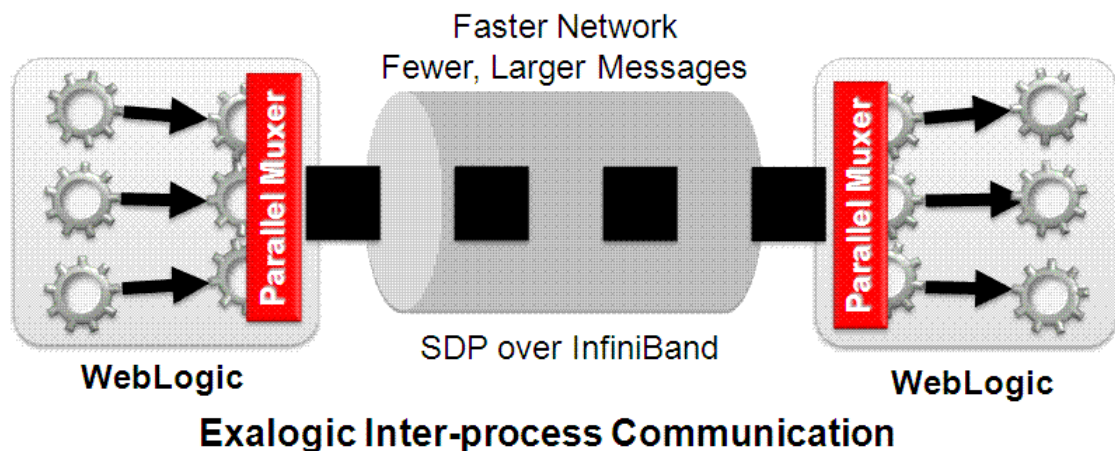 Faster Network
Fewer, Larger Messages
Parallel Muxer
Parallel Muxer
SDP over InfiniBand
WebLogic
WebLogic
Exalogic Inter-process Communication